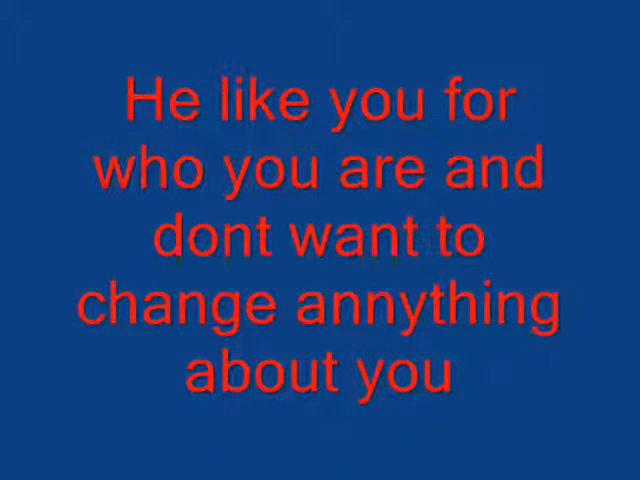 He like you for
who you are and
dont want to
change annything
about you